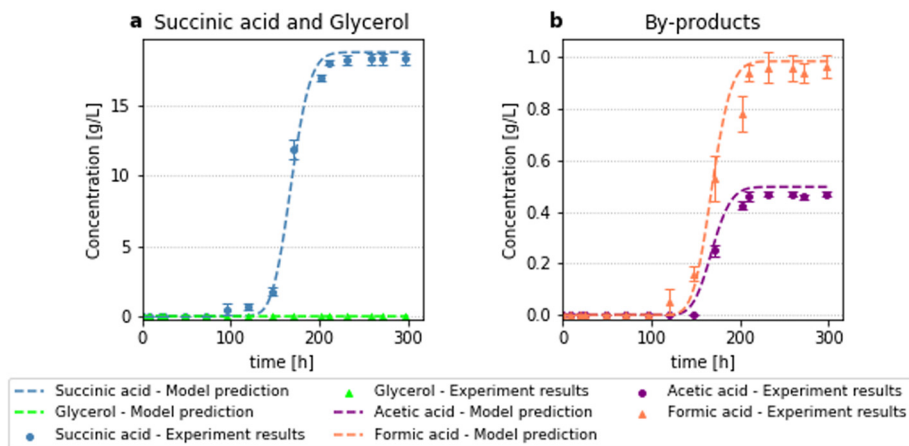 a Succinic acid and Glycerol
Concentration [g/L]
15
10
5
0
0 100 200 300
time [h]
b By-products
Concentration [g/L]
1.0
0.8
0.6
0.4
0.2
0.0
0 100 200 300
time [h]
Succinic acid - Model prediction
Glycerol - Model prediction
Succinic acid - Experiment results
Glycerol - Experiment results
Acetic acid - Model prediction
Formic acid - Model prediction
Acetic acid - Experiment results
Formic acid - Experiment results